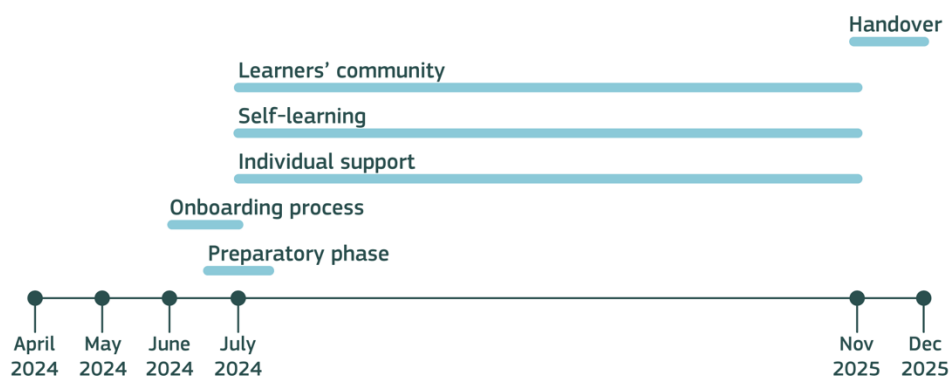 Handover
Learners’ community
Self-learning
Individual support
Onboarding process
Preparatory phase
April
2024
May
2024
June
2024
July
2024
Nov
2025
Dec
2025